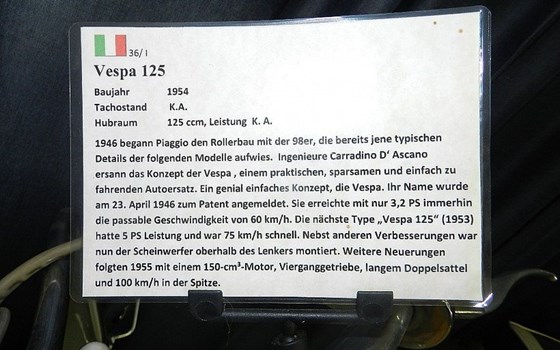 36/ I
Vespa 125
Baujahr 1954
Tachostand K.A.
Hubraum 125 ccm, Leistung K. A.
1946 begann Piaggio den Rollerbau mit der 98er, die bereits jene typischen
Details der folgenden Modelle aufwies. Ingenieure Carradino D‘ Ascano
ersann das Konzept der Vespa , einem praktischen, sparsamen und einfach zu
fahrenden Autoersatz. Ein genial einfaches Konzept, die Vespa. Ihr Name wurde
am 23. April 1946 zum Patent angemeldet. Sie erreichte mit nur 3,2 PS immerhin
die passable Geschwindigkeit von 60 km/h. Die nächste Type „Vespa 125“ (1953)
hatte 5 PS Leistung und war 75 km/h schnell. Nebst anderen Verbesserungen war
nun der Scheinwerfer oberhalb des Lenkers montiert. Weitere Neuerungen
folgten 1955 mit einem 150-cm³-Motor, Vierganggetriebe, langem Doppelsattel
und 100 km/h in der Spitze.